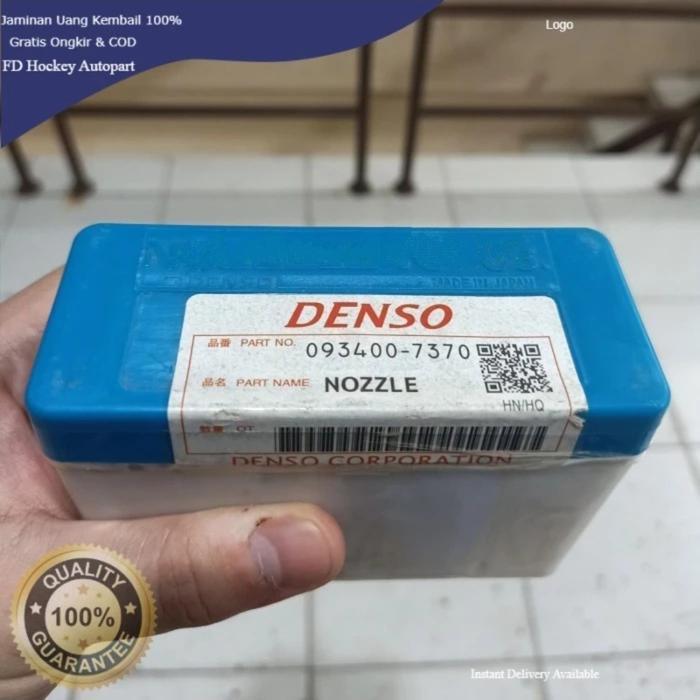 Jaminan Uang Kembail 100%
Gratis Ongkir & COD
FD Hockey Autopart
Logo
MADE IN JAPAN
DENSO
品番 PART NO. 093400-7370
品名 PART NAME NOZZLE
HN/HQ
数量 QT
DENSO CORPORATION
QUALITY
100%
GUARANTEE
Instant Delivery Available